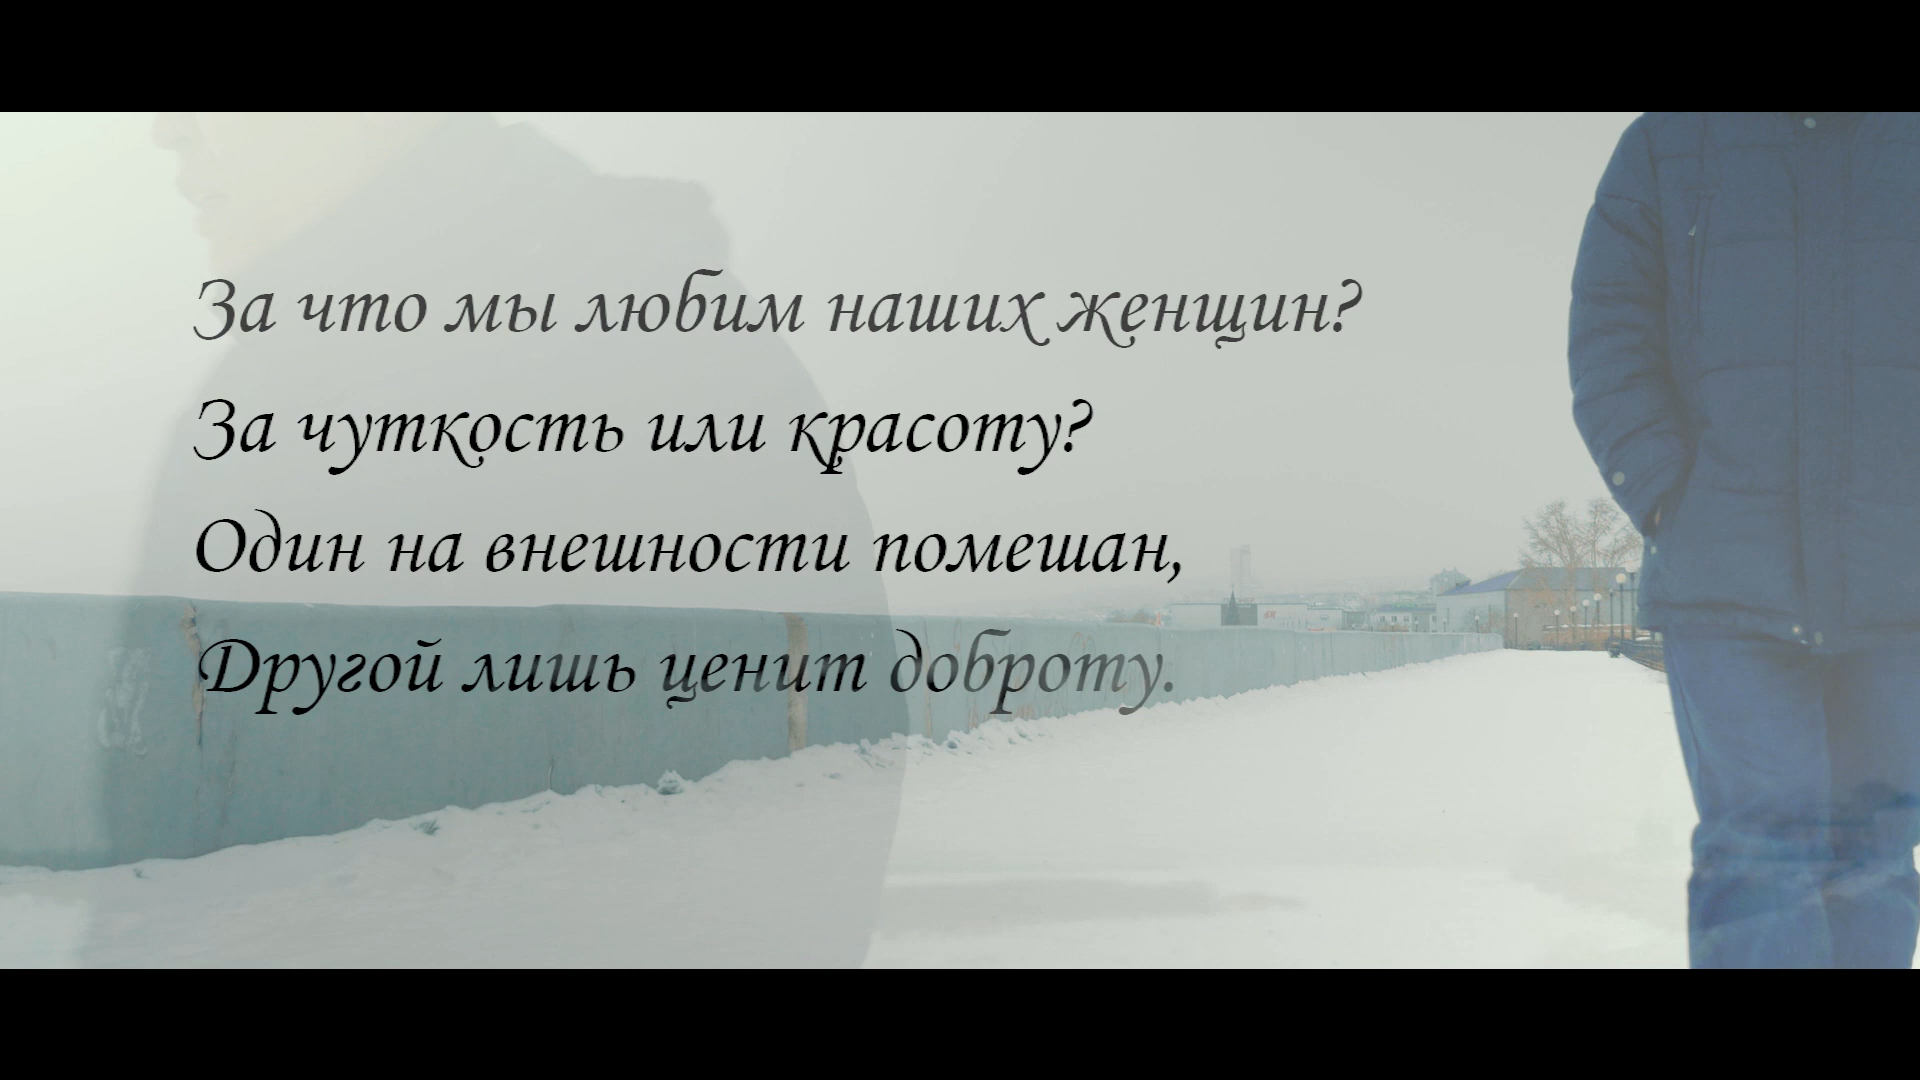 За что мы любим наших женщин?
За чуткость или красоту?
Один на внешности помешан,
Другой лишь ценит доброту.